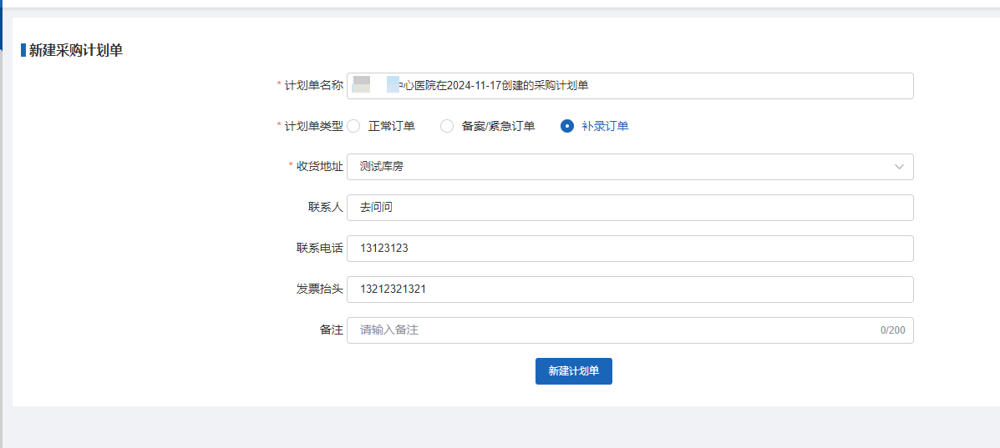 新建采购计划单
* 计划单名称 中心医院在2024-11-17创建的采购计划单
* 计划单类型 正常订单 备案/紧急订单 补录订单
* 收货地址 测试库房
联系人 去问问
联系电话 13123123
发票抬头 13212321321
备注 请输入备注 0/200
新建计划单